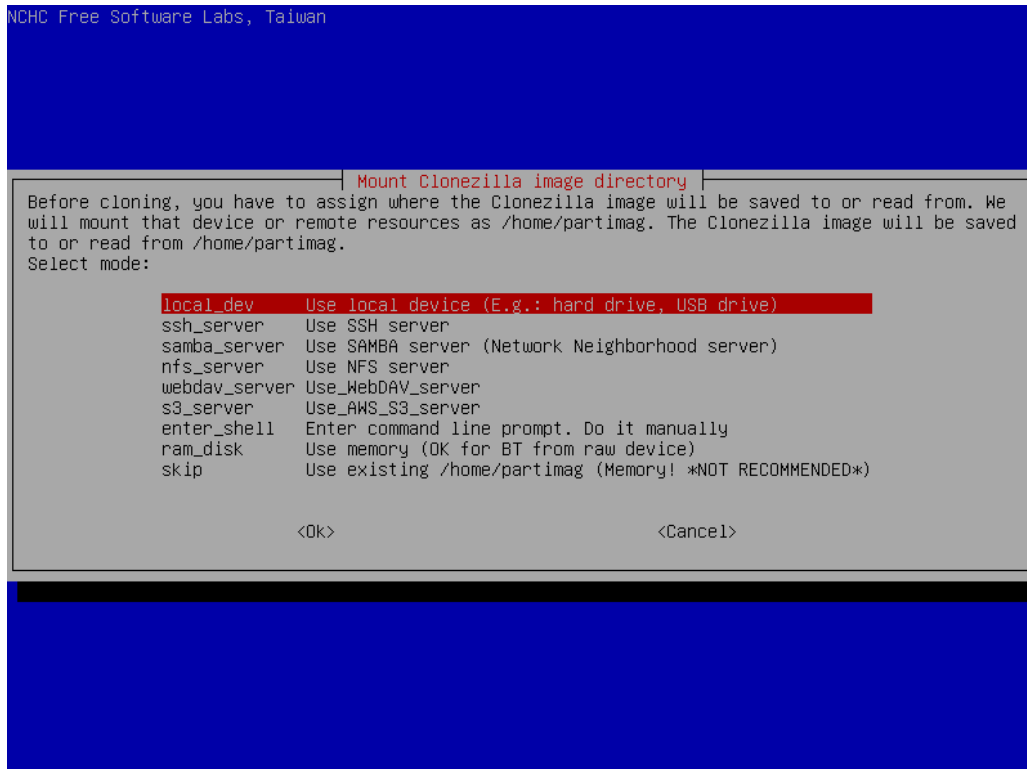 NCHC Free Software Labs, Taiwan
Mount Clonezilla image directory
Before cloning, you have to assign where the Clonezilla image will be saved to or read from. We
will mount that device or remote resources as /home/partimag. The Clonezilla image will be saved
to or read from /home/partimag.
Select mode:
local_dev Use local device (E.g.: hard drive, USB drive)
ssh_server Use SSH server
samba_server Use SAMBA server (Network Neighborhood server)
nfs_server Use NFS server
webdav_server Use_WebDAV_server
s3_server Use_AWS_S3_server
enter_shell Enter command line prompt. Do it manually
ram_disk Use memory (OK for BT from raw device)
skip Use existing /home/partimag (Memory! *NOT RECOMMENDED*)
<Ok> <Cancel>